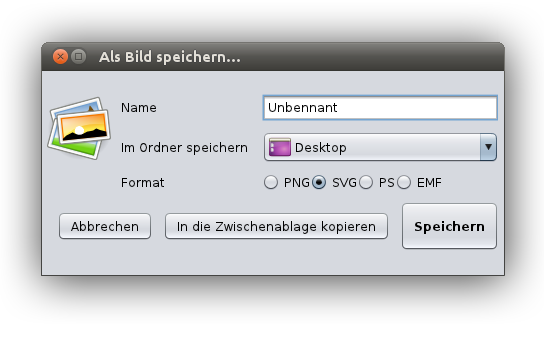 Als Bild speichern...
Name Unbennant
Im Ordner speichern Desktop
Format PNG SVG PS EMF
Abbrechen In die Zwischenablage kopieren Speichern